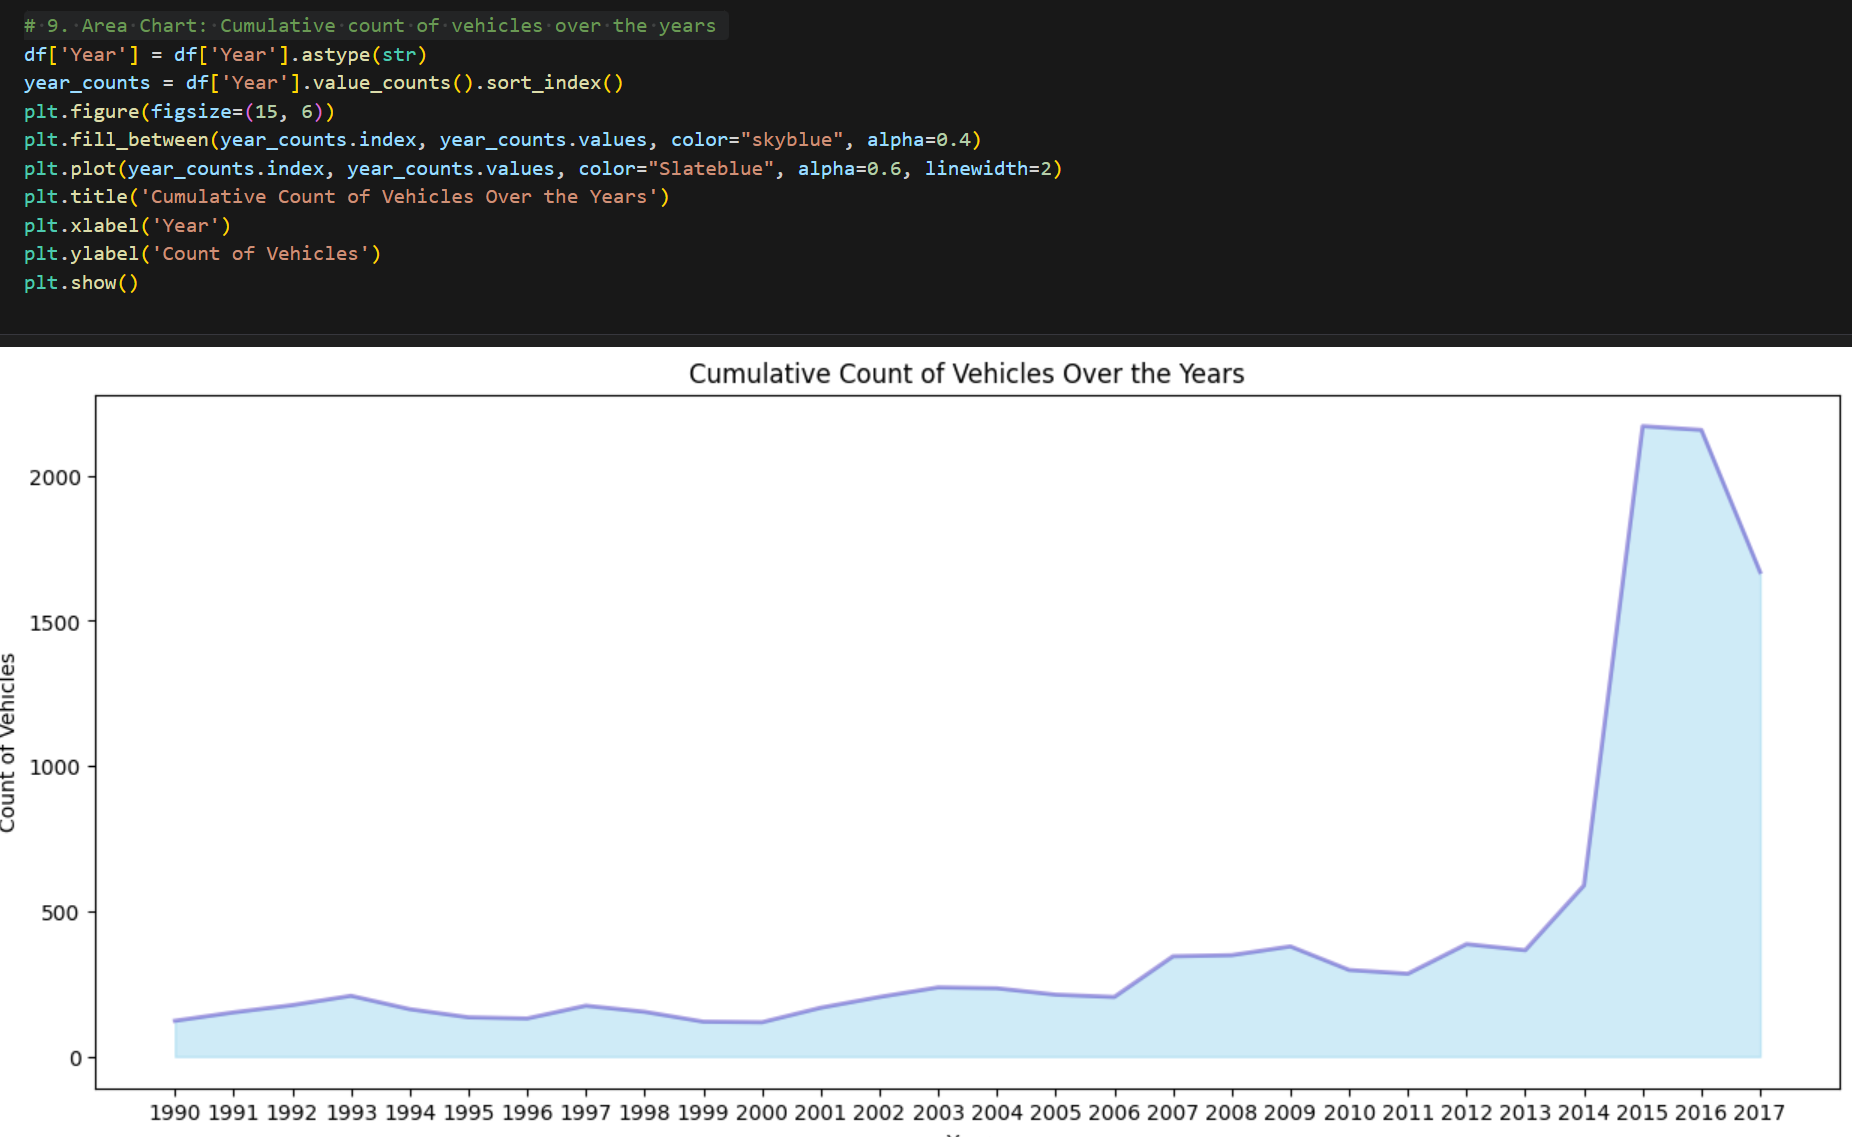 # 9. Area Chart: Cumulative count of vehicles over the years
df['Year'] = df['Year'].astype(str)
year_counts = df['Year'].value_counts().sort_index()
plt.figure(figsize=(15, 6))
plt.fill_between(year_counts.index, year_counts.values, color="skyblue", alpha=0.4)
plt.plot(year_counts.index, year_counts.values, color="Slateblue", alpha=0.6, linewidth=2)
plt.title('Cumulative Count of Vehicles Over the Years')
plt.xlabel('Year')
plt.ylabel('Count of Vehicles')
plt.show()
Cumulative Count of Vehicles Over the Years
2000
1500
1000
500
0
Count of Vehicles
1990 1991 1992 1993 1994 1995 1996 1997 1998 1999 2000 2001 2002 2003 2004 2005 2006 2007 2008 2009 2010 2011 2012 2013 2014 2015 2016 2017